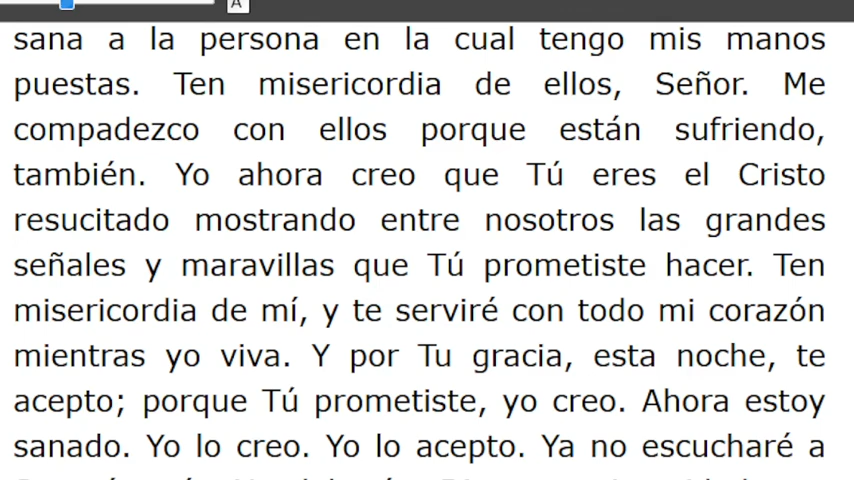 A
sana a la persona en la cual tengo mis manos
puestas. Ten misericordia de ellos, Señor. Me
compadezco con ellos porque están sufriendo,
también. Yo ahora creo que Tú eres el Cristo
resucitado mostrando entre nosotros las grandes
señales y maravillas que Tú prometiste hacer. Ten
misericordia de mí, y te serviré con todo mi corazón
mientras yo viva. Y por Tu gracia, esta noche, te
acepto; porque Tú prometiste, yo creo. Ahora estoy
sanado. Yo lo creo. Yo lo acepto. Ya no escucharé a